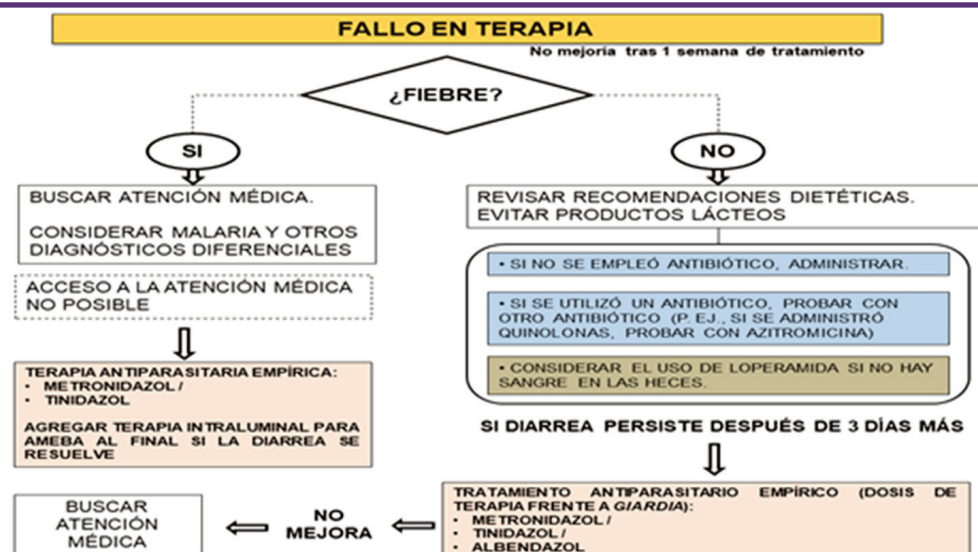 FALLO EN TERAPIA
No mejoría tras 1 semana de tratamiento
¿FIEBRE?
SI
BUSCAR ATENCIÓN MÉDICA.
CONSIDERAR MALARIA Y OTROS
DIAGNÓSTICOS DIFERENCIALES
ACCESO A LA ATENCIÓN MÉDICA
NO POSIBLE
TERAPIA ANTIPARASITARIA EMPÍRICA:
• METRONIDAZOL /
• TINIDAZOL
AGREGAR TERAPIA INTRALUMINAL PARA
AMEBA AL FINAL SI LA DIARREA SE
RESUELVE
NO
REVISAR RECOMENDACIONES DIETÉTICAS.
EVITAR PRODUCTOS LÁCTEOS
• SI NO SE EMPLEÓ ANTIBIÓTICO, ADMINISTRAR.
• SI SE UTILIZÓ UN ANTIBIÓTICO, PROBAR CON
OTRO ANTIBIÓTICO (P. EJ., SI SE ADMINISTRÓ
QUINOLONAS, PROBAR CON AZITROMICINA)
• CONSIDERAR EL USO DE LOPERAMIDA SI NO HAY
SANGRE EN LAS HECES.
SI DIARREA PERSISTE DESPUÉS DE 3 DÍAS MÁS
TRATAMIENTO ANTIPARASITARIO EMPÍRICO (DOSIS DE
TERAPIA FRENTE A GIARDIA):
• METRONIDAZOL /
• TINIDAZOL /
• ALBENDAZOL
NO
MEJORA
BUSCAR
ATENCIÓN
MÉDICA